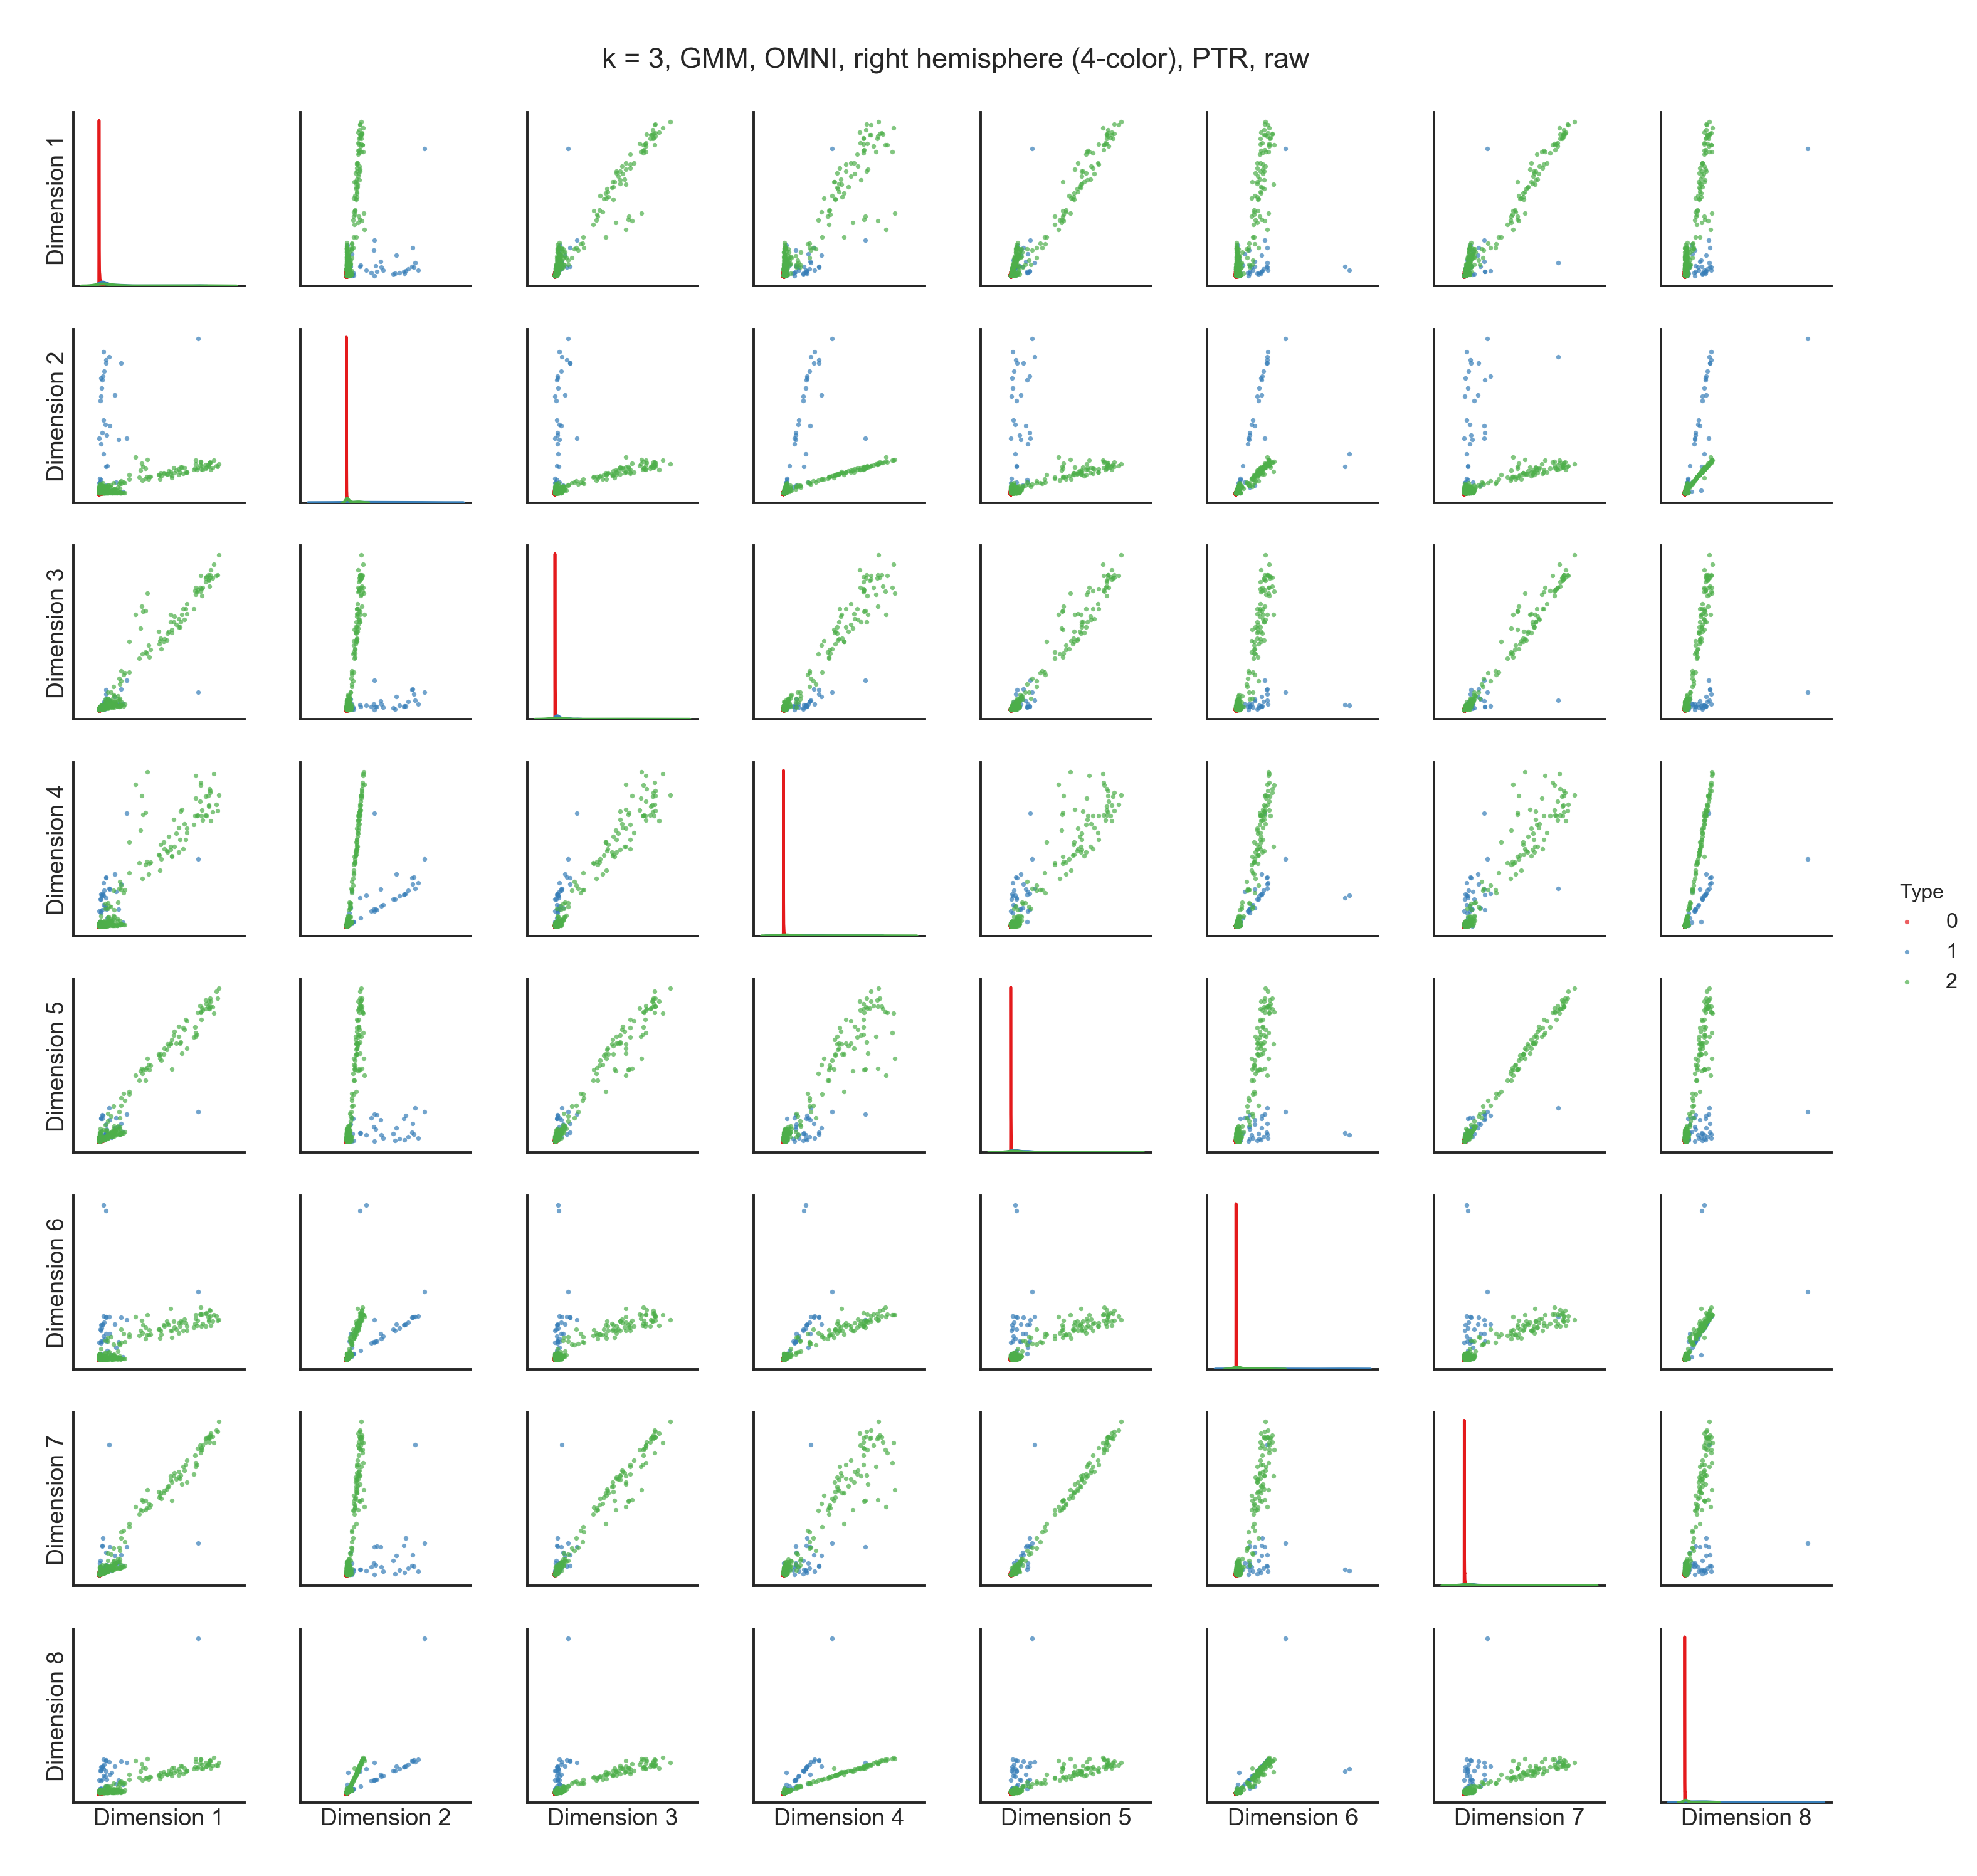 k = 3, GMM, OMNI, right hemisphere (4-color), PTR, raw
Dimension 1
Dimension 2
Dimension 3
Dimension 4
Dimension 5
Dimension 6
Dimension 7
Dimension 8
Type
0
1
2
Dimension 1
Dimension 2
Dimension 3
Dimension 4
Dimension 5
Dimension 6
Dimension 7
Dimension 8